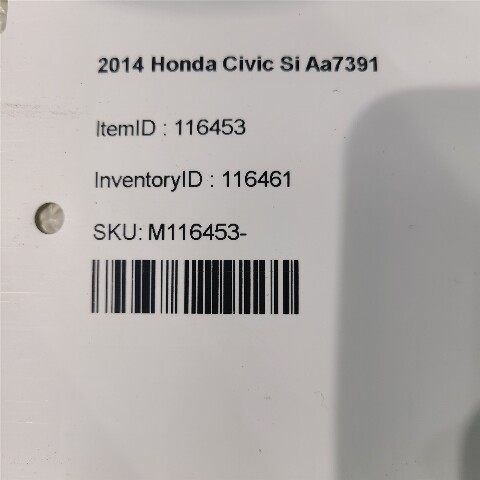 2014 Honda Civic Si Aa7391
ItemID : 116453
InventoryID : 116461
SKU: M116453-